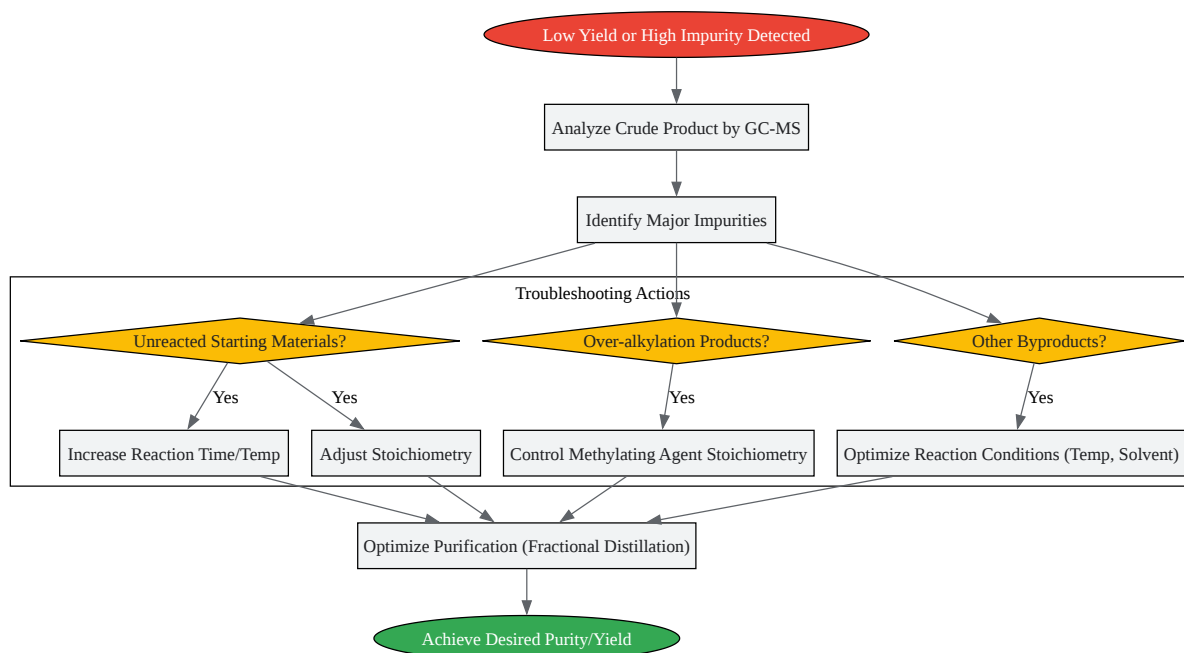 Low Yield or High Impurity Detected
Analyze Crude Product by GC-MS
Identify Major Impurities
Troubleshooting Actions
Unreacted Starting Materials?
Over-alkylation Products?
Other Byproducts?
Yes
Yes
Yes
Yes
Increase Reaction Time/Temp
Adjust Stoichiometry
Control Methylating Agent Stoichiometry
Optimize Reaction Conditions (Temp, Solvent)
Optimize Purification (Fractional Distillation)
Achieve Desired Purity/Yield